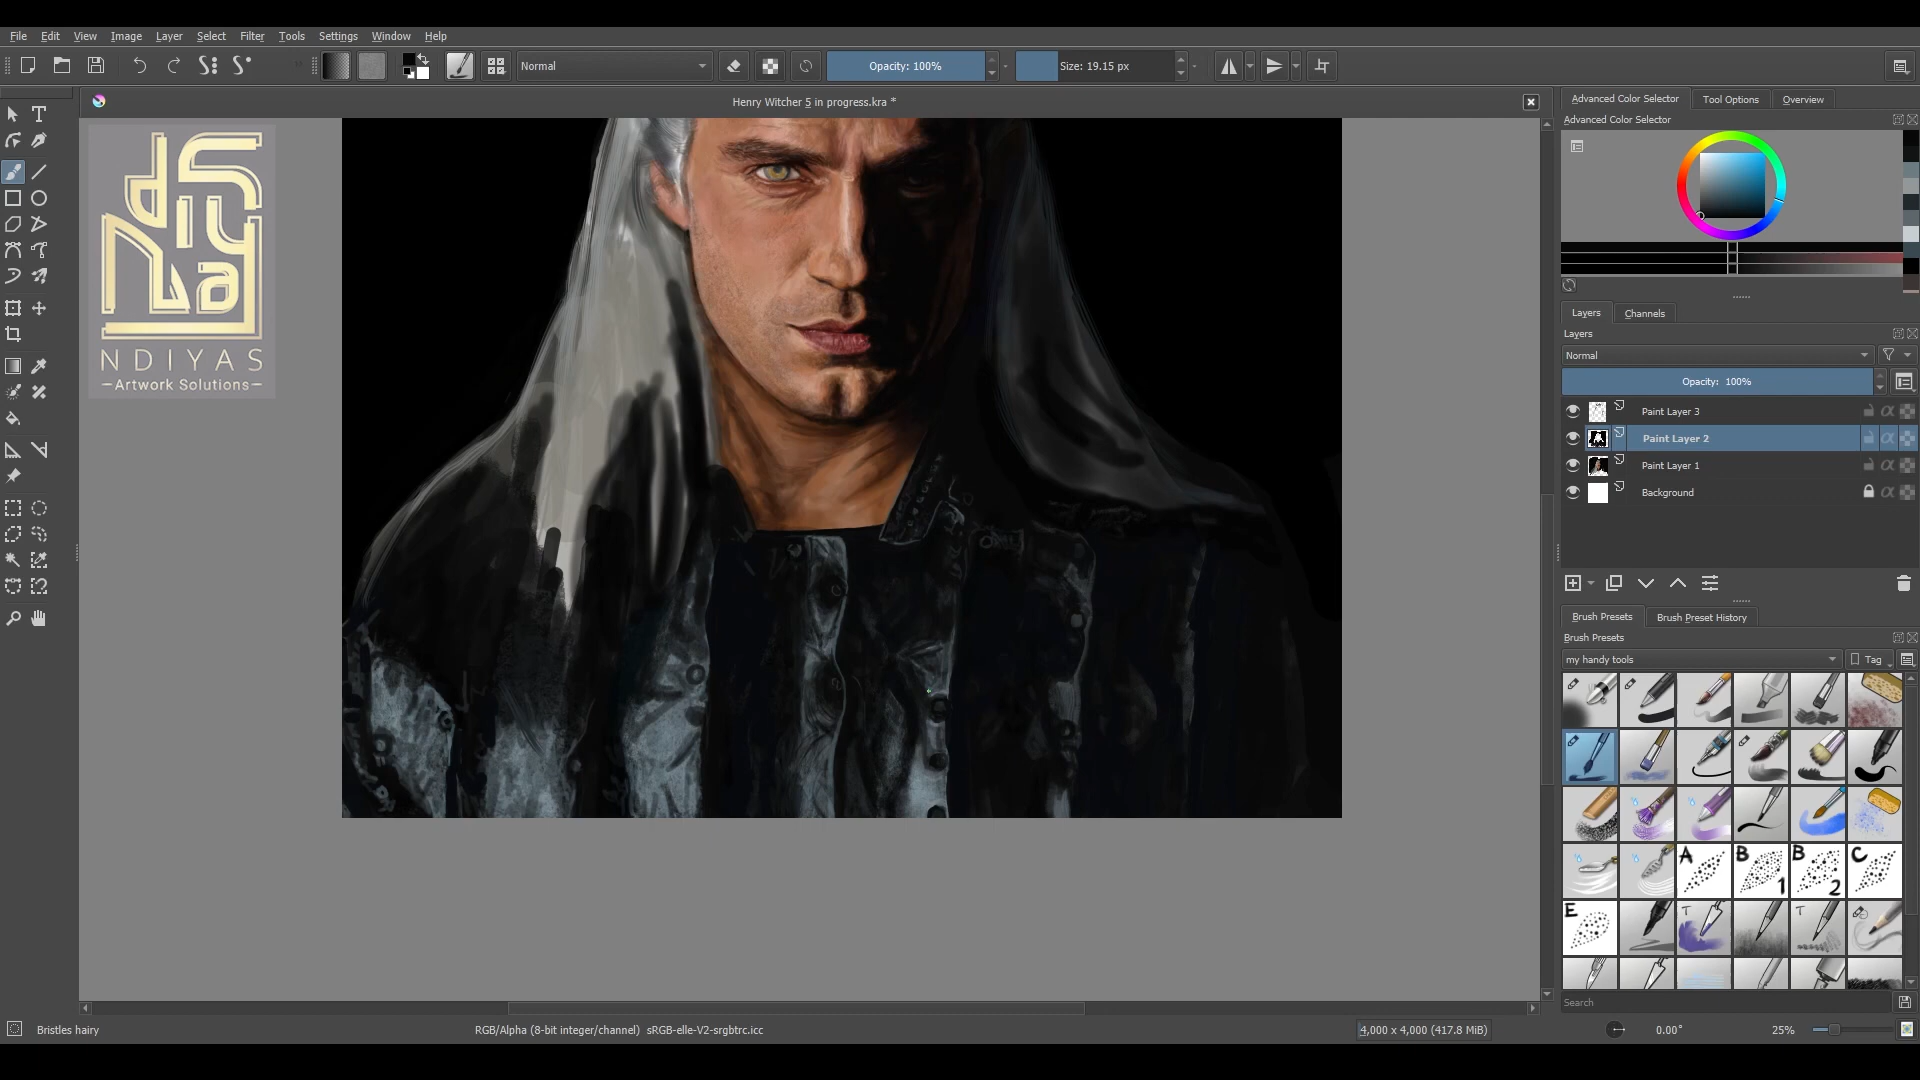 File Edit View Image Layer Select Filter Tools Settings Window Help
Normal Opacity: 100% Size: 19.15 px
Henry Witcher 5 in progress.kra *
diya
NDIYAS
Artwork Solutions
Advanced Color Selector Tool Options Overview
Advanced Color Selector
Layers Channels
Layers
Normal
Opacity: 100%
Paint Layer 3
Paint Layer 2
Paint Layer 1
Background
Brush Presets Brush Preset History
Brush Presets
my handy tools Tag
A B 1 B 2 C
E T T
Search
Bristles hairy RGB/Alpha (8-bit integer/channel) sRGB-elle-V2-srgbtrc.icc 4,000 x 4,000 (417.8 MiB) 0.00° 25%